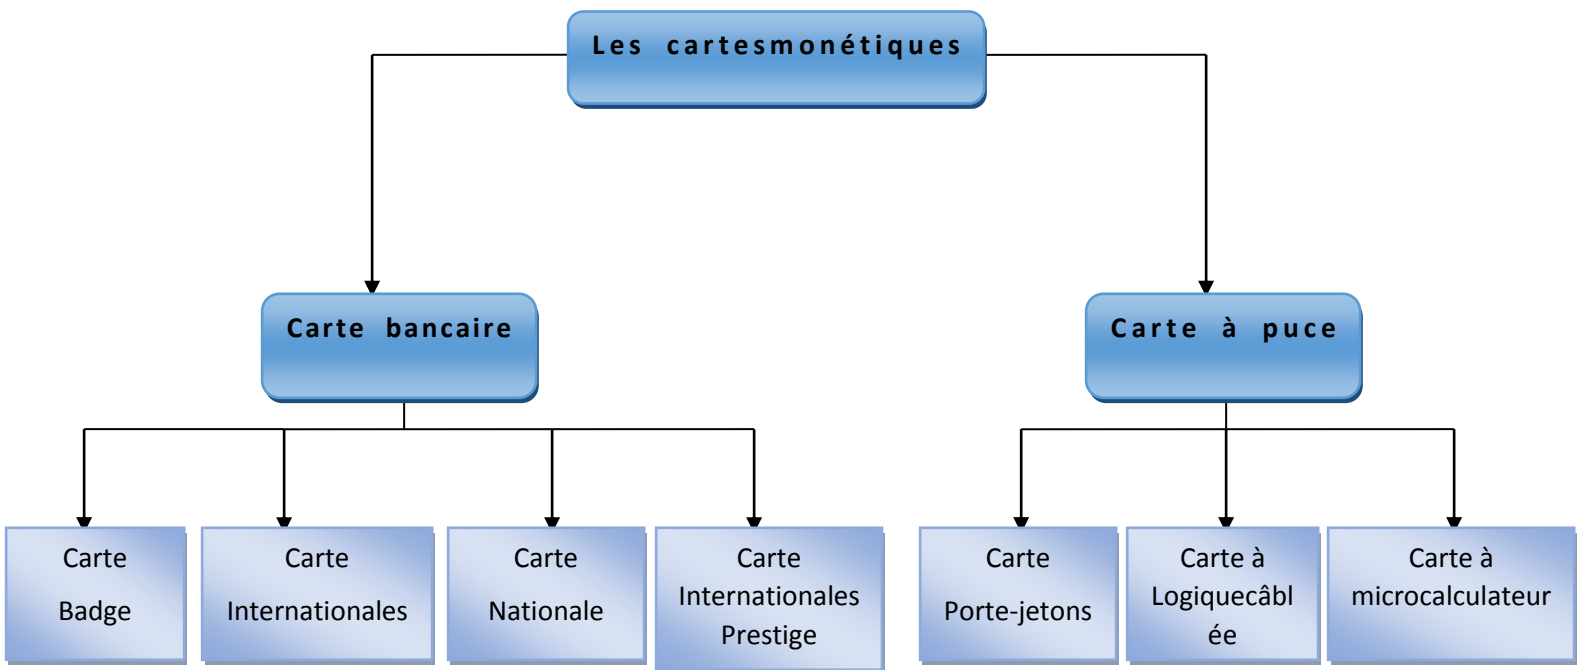 Les cartesmonétiques
Carte bancaire
Carte à puce
Carte
Badge
Carte
Internationales
Carte
Nationale
Carte
Internationales
Prestige
Carte
Porte-jetons
Carte à
Logiquecâbl
ée
Carte à
microcalculateur